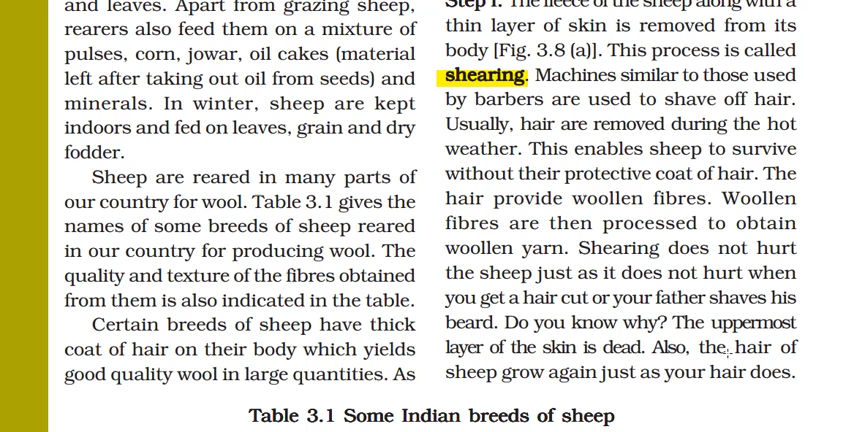 and leaves. Apart from grazing sheep,
rearers also feed them on a mixture of
pulses, corn, jowar, oil cakes (material
left after taking out oil from seeds) and
minerals. In winter, sheep are kept
indoors and fed on leaves, grain and dry
fodder.
Sheep are reared in many parts of
our country for wool. Table 3.1 gives the
names of some breeds of sheep reared
in our country for producing wool. The
quality and texture of the fibres obtained
from them is also indicated in the table.
Certain breeds of sheep have thick
coat of hair on their body which yields
good quality wool in large quantities. As
Step I. The fleece of the sheep along with a
thin layer of skin is removed from its
body [Fig. 3.8 (a)]. This process is called
shearing. Machines similar to those used
by barbers are used to shave off hair.
Usually, hair are removed during the hot
weather. This enables sheep to survive
without their protective coat of hair. The
hair provide woollen fibres. Woollen
fibres are then processed to obtain
woollen yarn. Shearing does not hurt
the sheep just as it does not hurt when
you get a hair cut or your father shaves his
beard. Do you know why? The uppermost
layer of the skin is dead. Also, the hair of
sheep grow again just as your hair does.
Table 3.1 Some Indian breeds of sheep